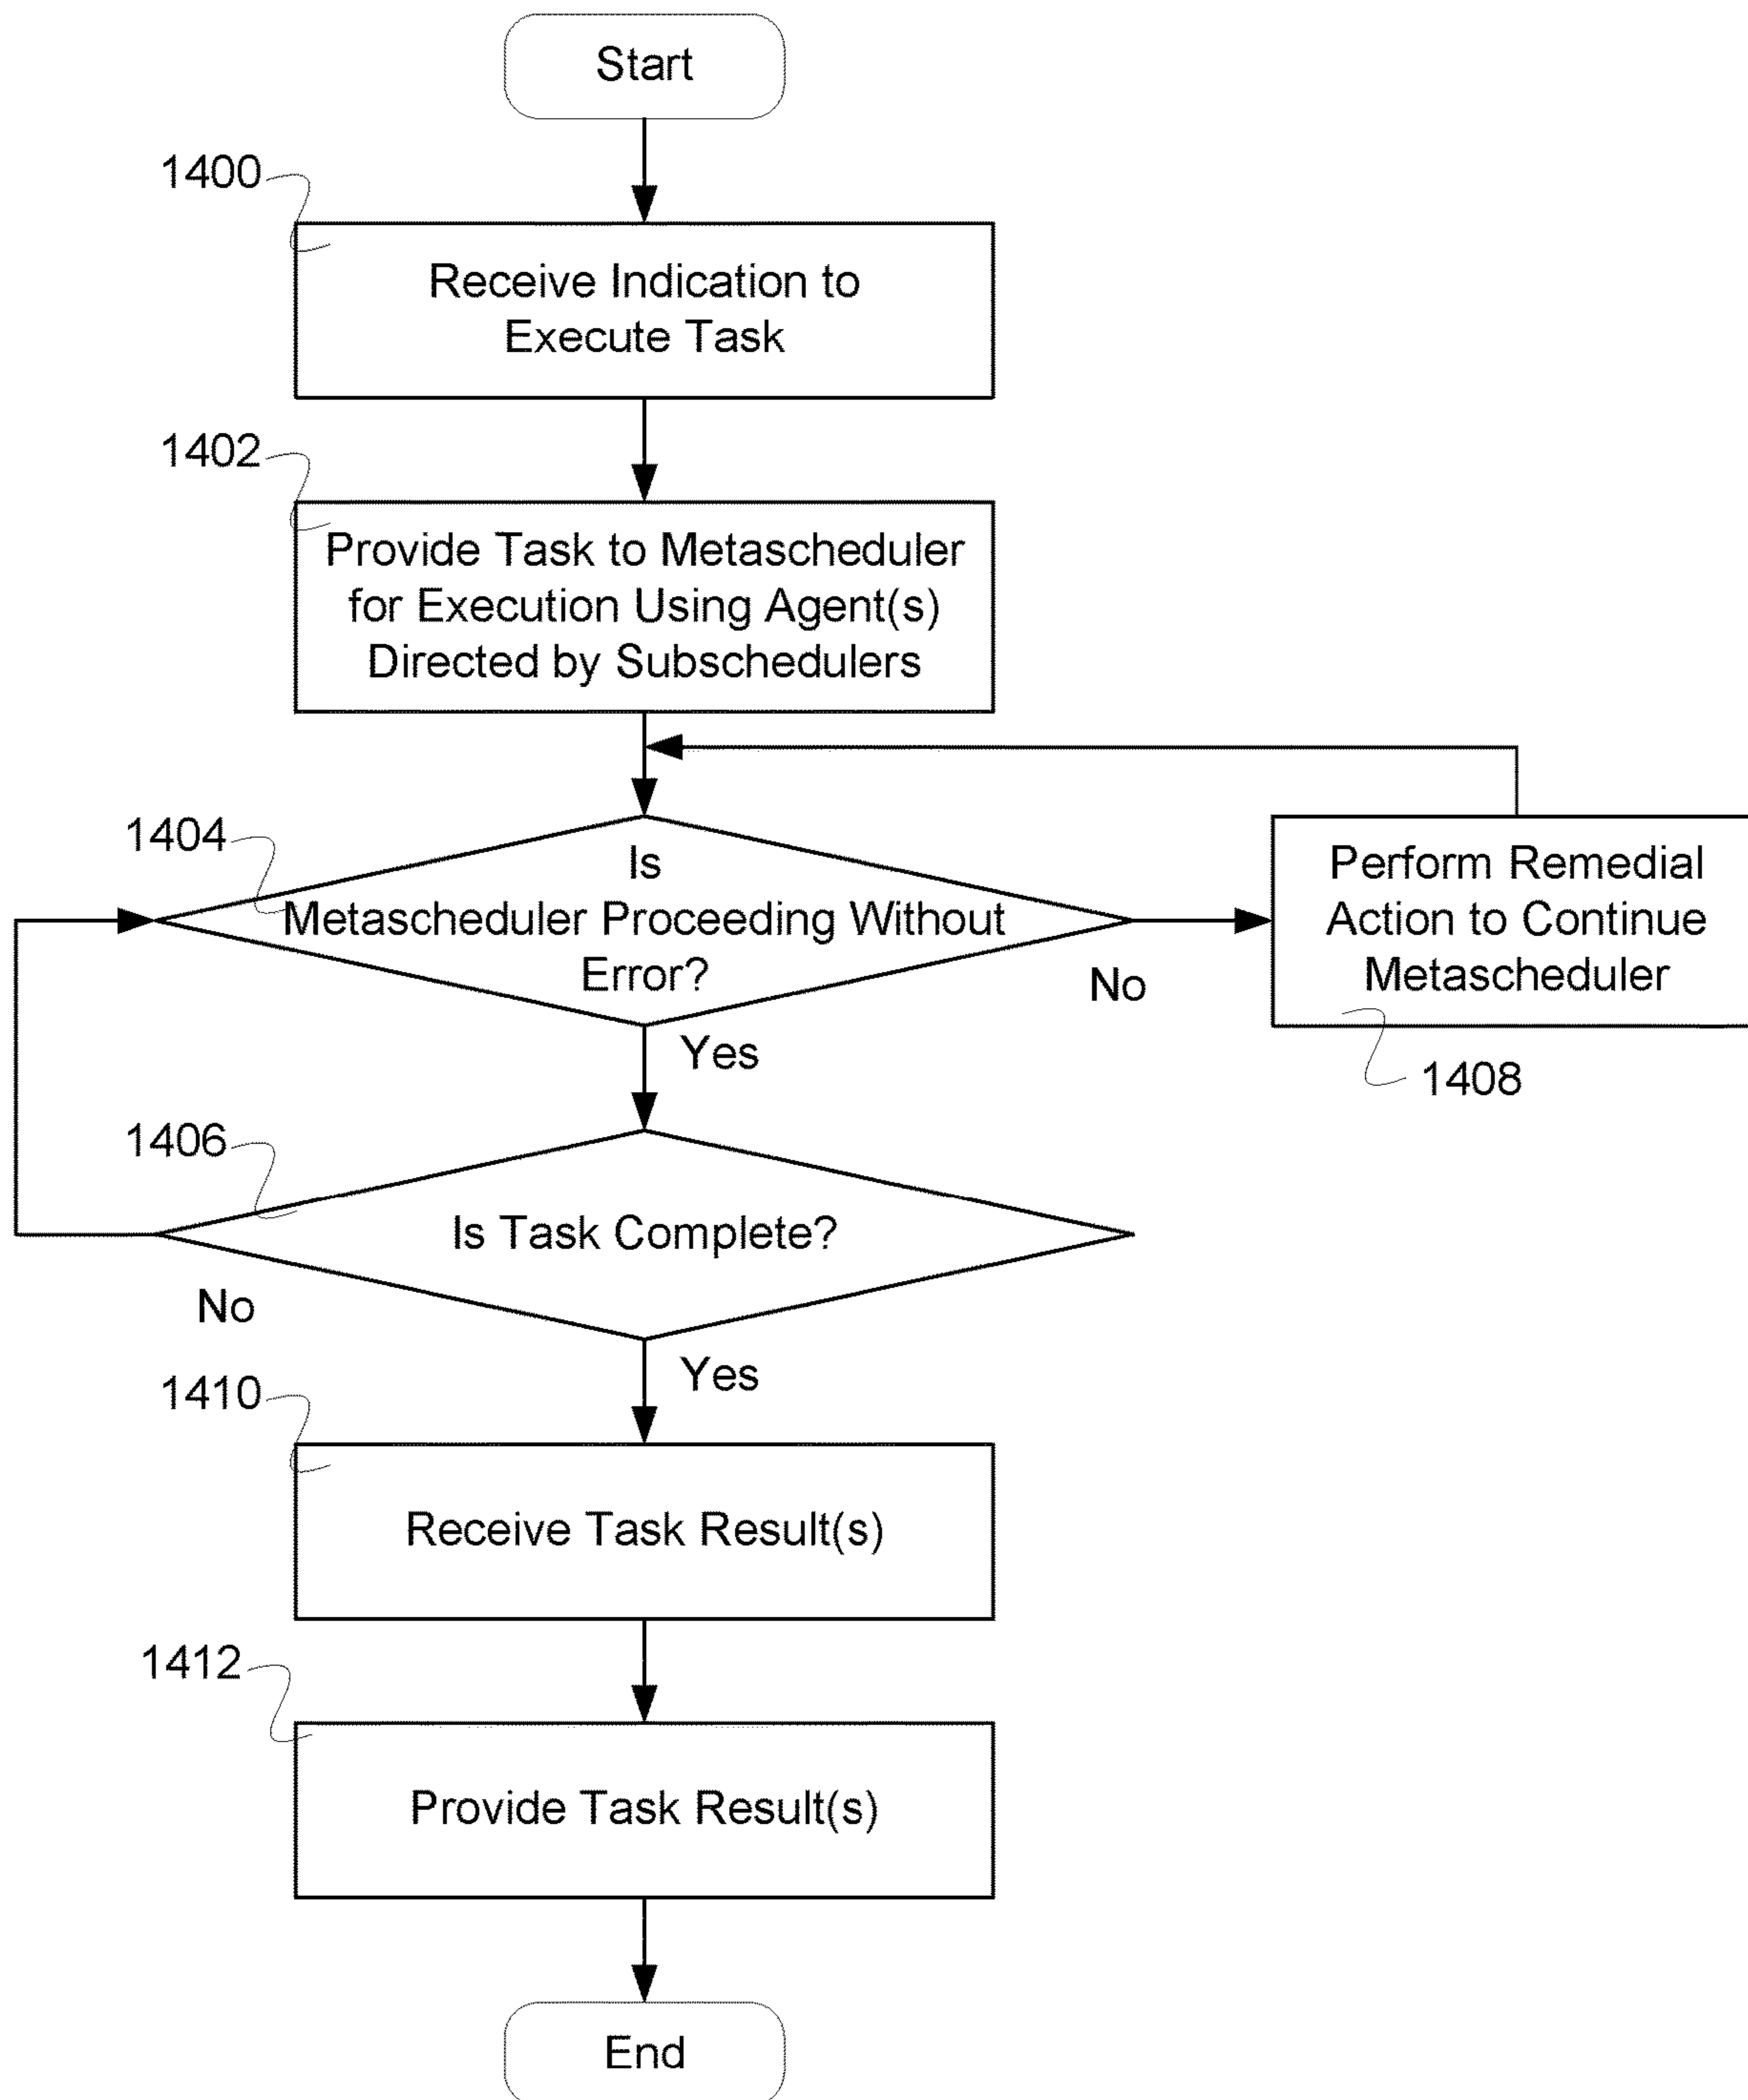 Start
1400
Receive Indication to
Execute Task
1402
Provide Task to Metascheduler
for Execution Using Agent(s)
Directed by Subschedulers
1404
Is
Metascheduler Proceeding Without
Error?
No
Perform Remedial
Action to Continue
Metascheduler
1408
Yes
1406
Is Task Complete?
No
Yes
1410
Receive Task Result(s)
1412
Provide Task Result(s)
End